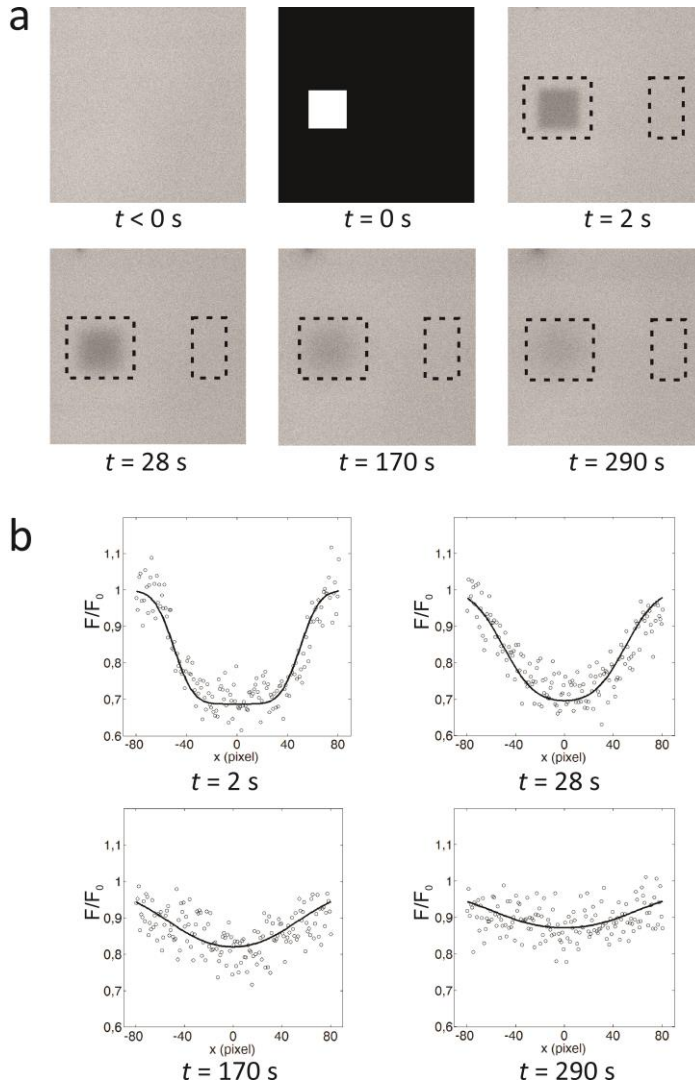 a
t < 0 s
t = 0s
t = 2 s
t = 28 s
t = 170 s
t = 290 s
b
1,1
1
0,9
0,8
0,7
0.6
F/F0
-80 -40 0 40 80
x (pixel)
t = 2 s
1,1
1
0,9
0,8
0,7
0,6
F/F0
-80 -40 0 40 80
x (pixel)
t = 28 s
1,1
1
0,9
0,8
0,7
0,6
F/F0
-80 -40 0 40 80
x (pixel)
t = 170 s
1,1
1
0,9
0,8
0,7
0,6
F/F0
-80 -40 0 40 80
x (pixel)
t = 290 s